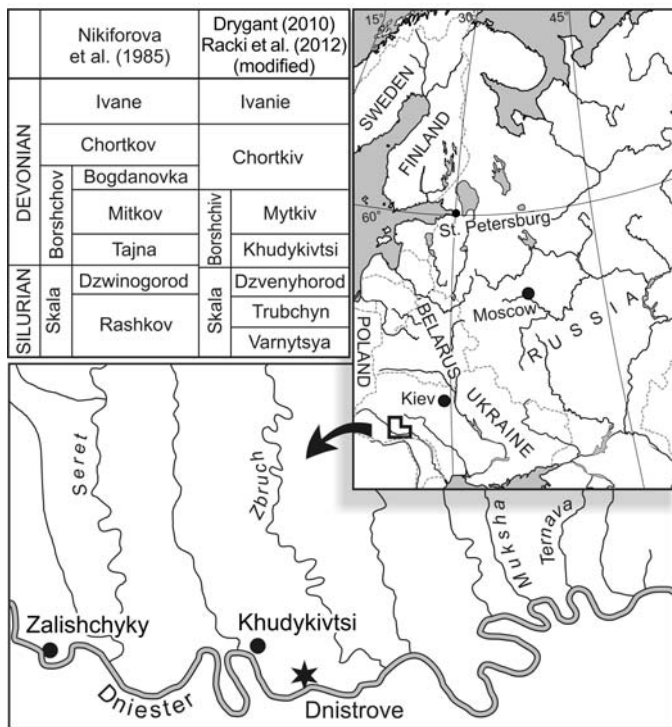 Nikiforova
et al. (1985)
Drygant (2010)
Racki et al. (2012)
(modified)
DEVONIAN
Ivane
Ivanie
Chortkov
Chortkiv
Borshchov
Bogdanovka
Mitkov
Borshchiv
Mytkiv
Tajna
Khudykivtsi
SILURIAN
Skala
Dzwinogorod
Skala
Dzvenyhorod
Rashkov
Trubchyn
Varnytsya
15°
30°
45°
SWEDEN
FINLAND
60°
St. Petersburg
Moscow
RUSSIA
POLAND
BELARUS
Kiev
UKRAINE
Seret
Zbruch
Muksha
Ternava
Zalishchyky
Khudykivtsi
Dniester
Dnistrove